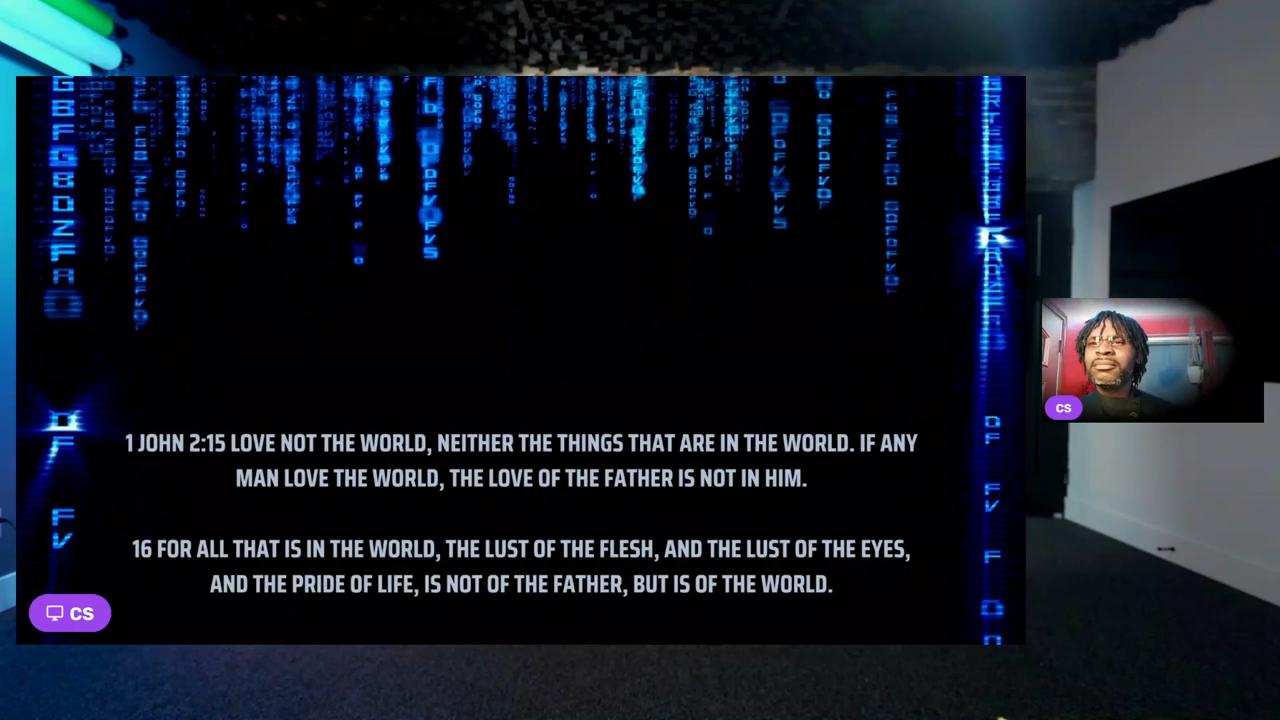 1 JOHN 2:15 LOVE NOT THE WORLD, NEITHER THE THINGS THAT ARE IN THE WORLD. IF ANY
MAN LOVE THE WORLD, THE LOVE OF THE FATHER IS NOT IN HIM.
16 FOR ALL THAT IS IN THE WORLD, THE LUST OF THE FLESH, AND THE LUST OF THE EYES,
AND THE PRIDE OF LIFE, IS NOT OF THE FATHER, BUT IS OF THE WORLD.
CS
CS